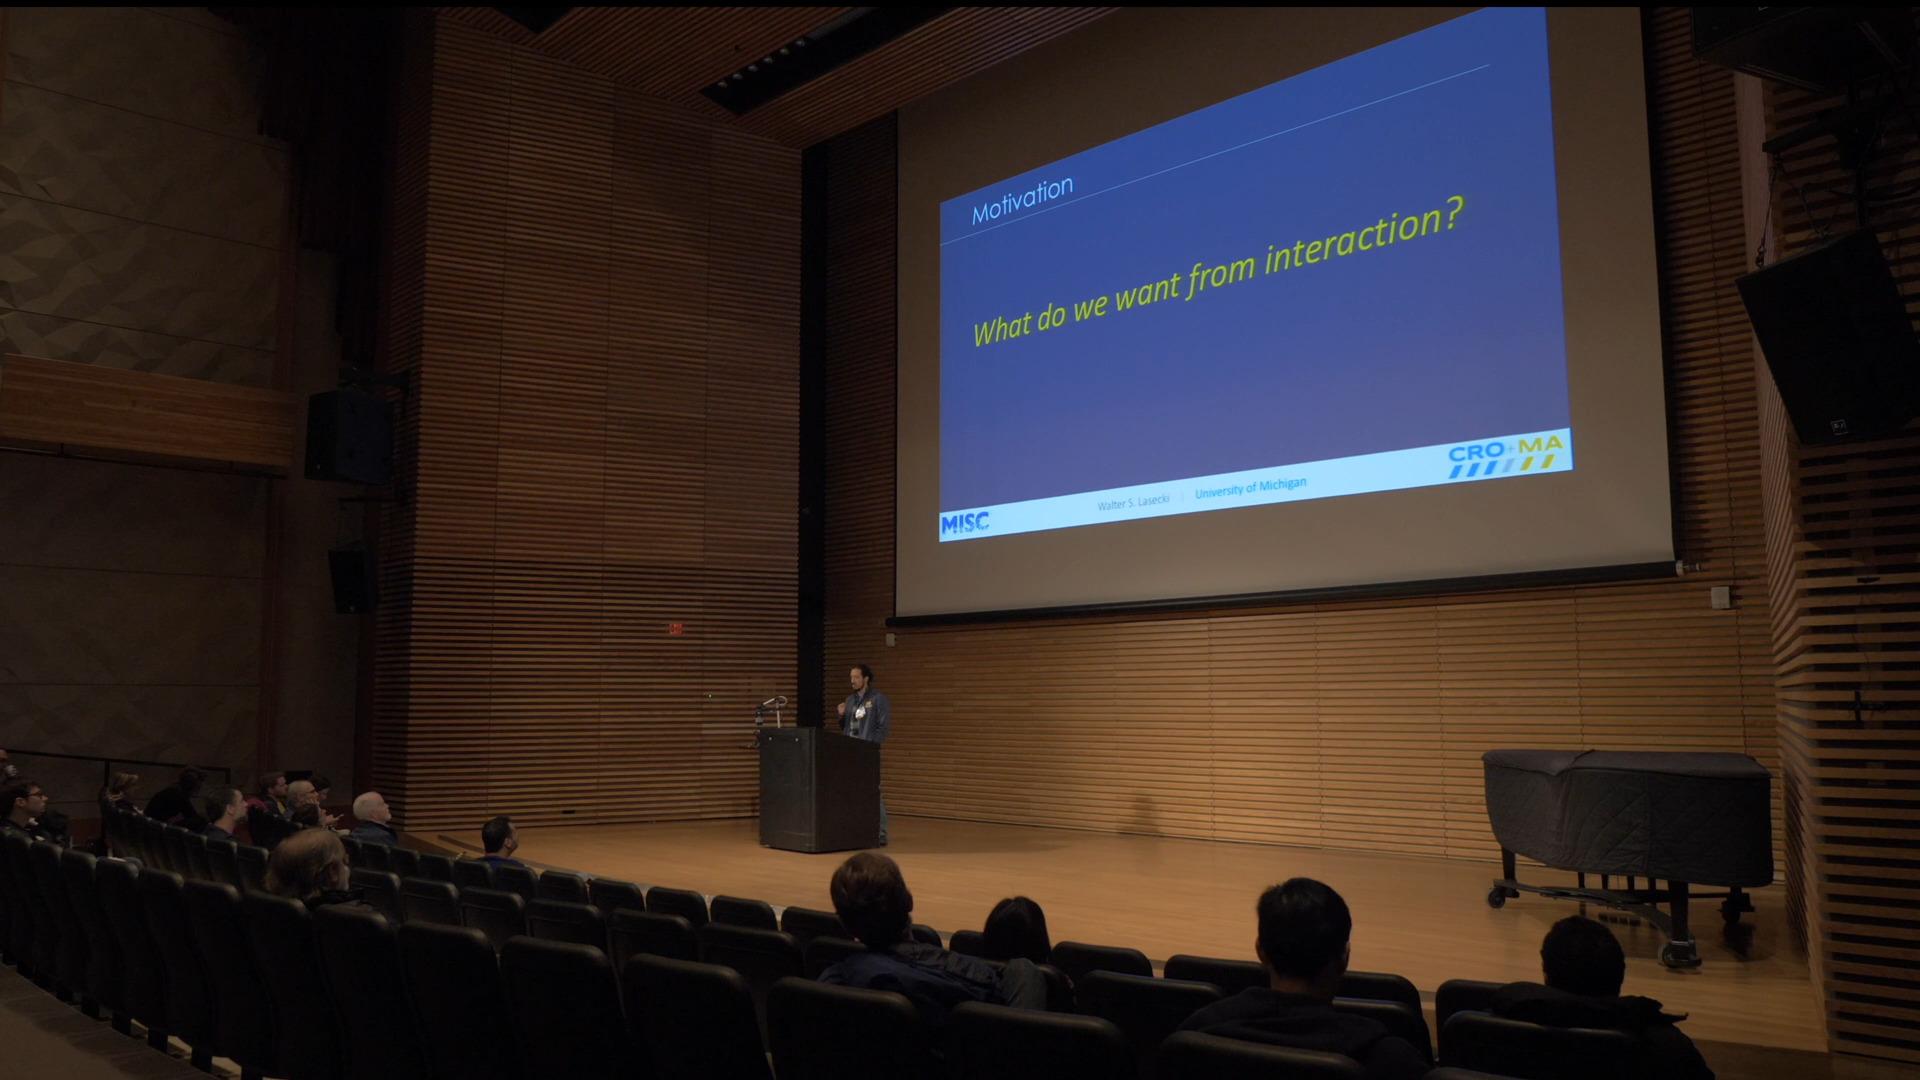 Motivation
What do we want from interaction?
MISC
Walter S. Lasecki | University of Michigan
CRO+MA